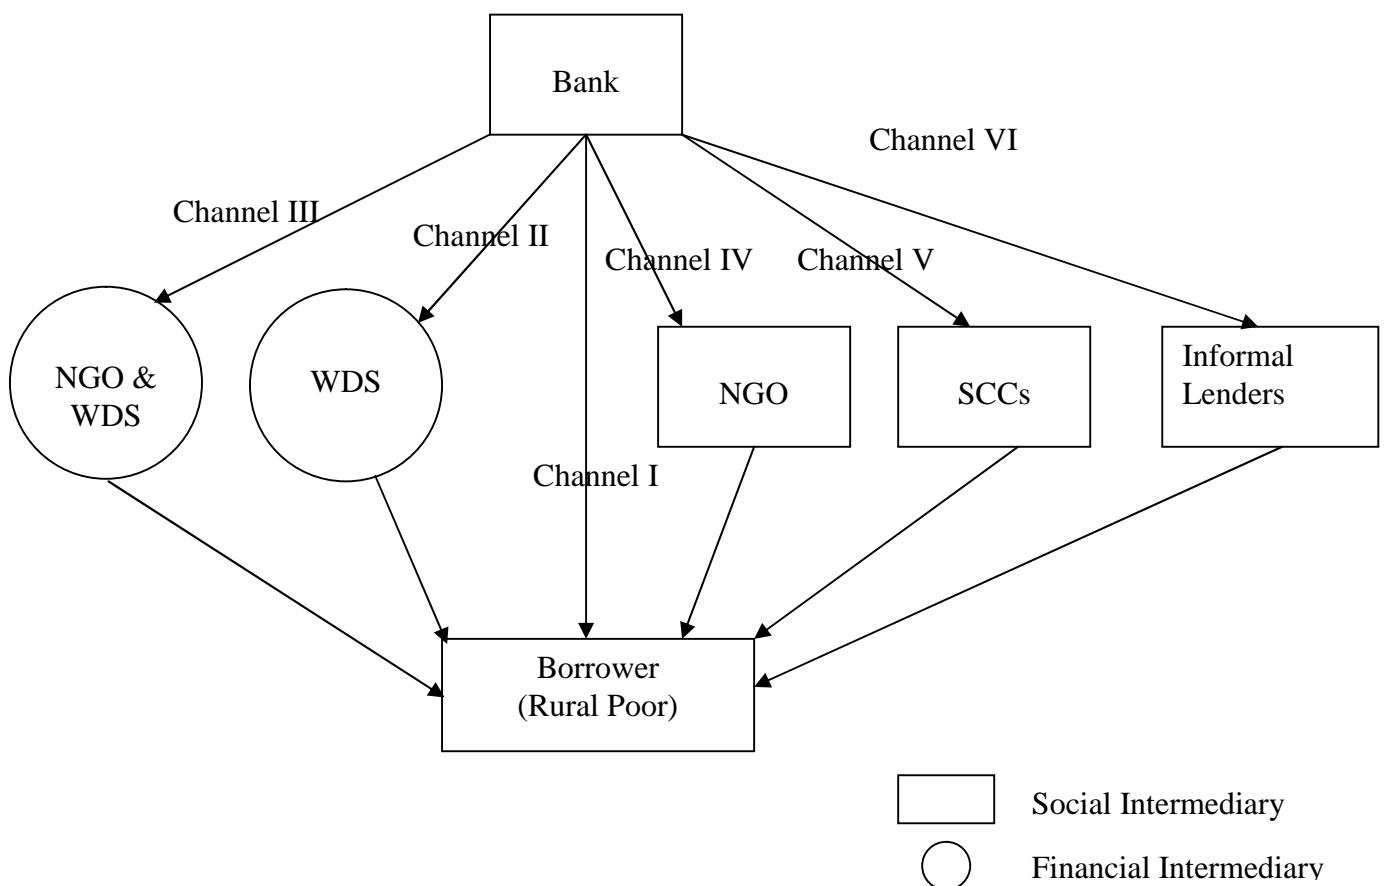 Bank
Channel VI
Channel III
Channel II
Channel IV
Channel V
NGO &
WDS
WDS
NGO
SCCs
Informal
Lenders
Channel I
Borrower
(Rural Poor)
Social Intermediary
Financial Intermediary